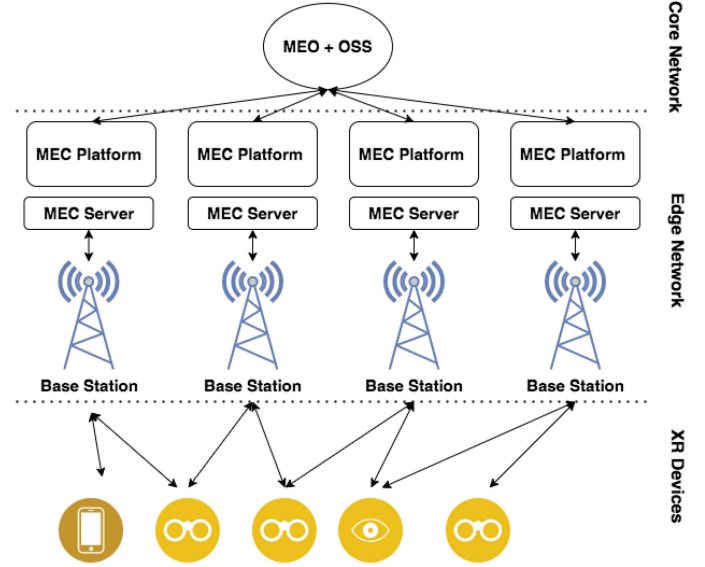 MEO + OSS
Core Network
MEC Platform
MEC Platform
MEC Platform
MEC Platform
MEC Server
MEC Server
MEC Server
MEC Server
Edge Network
Base Station
Base Station
Base Station
Base Station
XR Devices